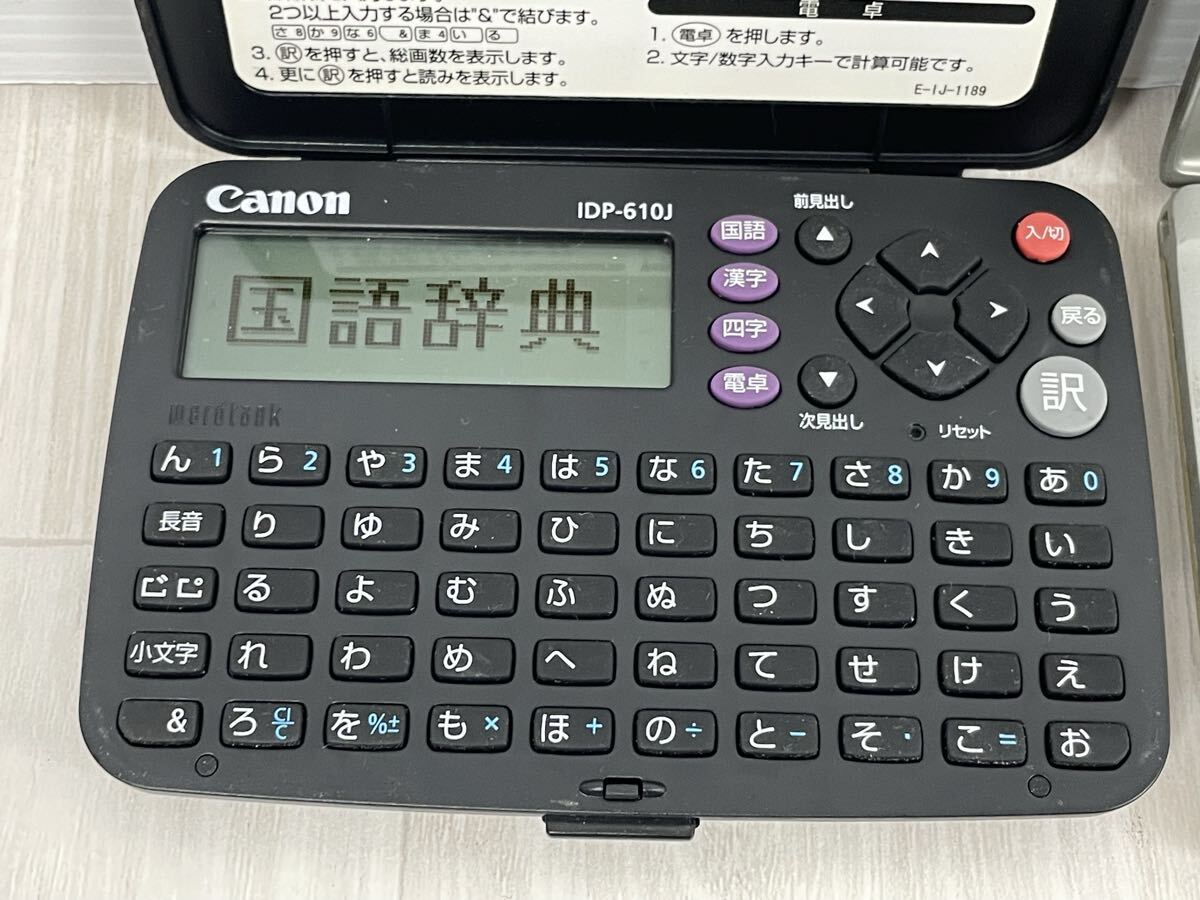 2つ以上入力する場合は"&"で結びます。
さ8 か9 な6 & ま4 い る
3. 訳 を押すと、総画数を表示します。
4. 更に 訳 を押すと読みを表示します。
電 卓
1. 電卓 を押します。
2. 文字/数字入力キーで計算可能です。
E-IJ-1189
Canon
IDP-610J
国語辞典
wordtank
国語
漢字
四字
電卓
前見出し
▲
▼
次見出し
入/切
戻る
訳
リセット
ん 1 ら 2 や 3 ま 4 は 5 な 6 た 7 さ 8 か 9 あ 0
長音 り ゆ み ひ に ち し き い
ビピ る よ む ふ ぬ つ す く う
小文字 れ わ め へ ね て せ け え
& ろ CI/C を %± も × ほ + の ÷ と − そ ・ こ = お